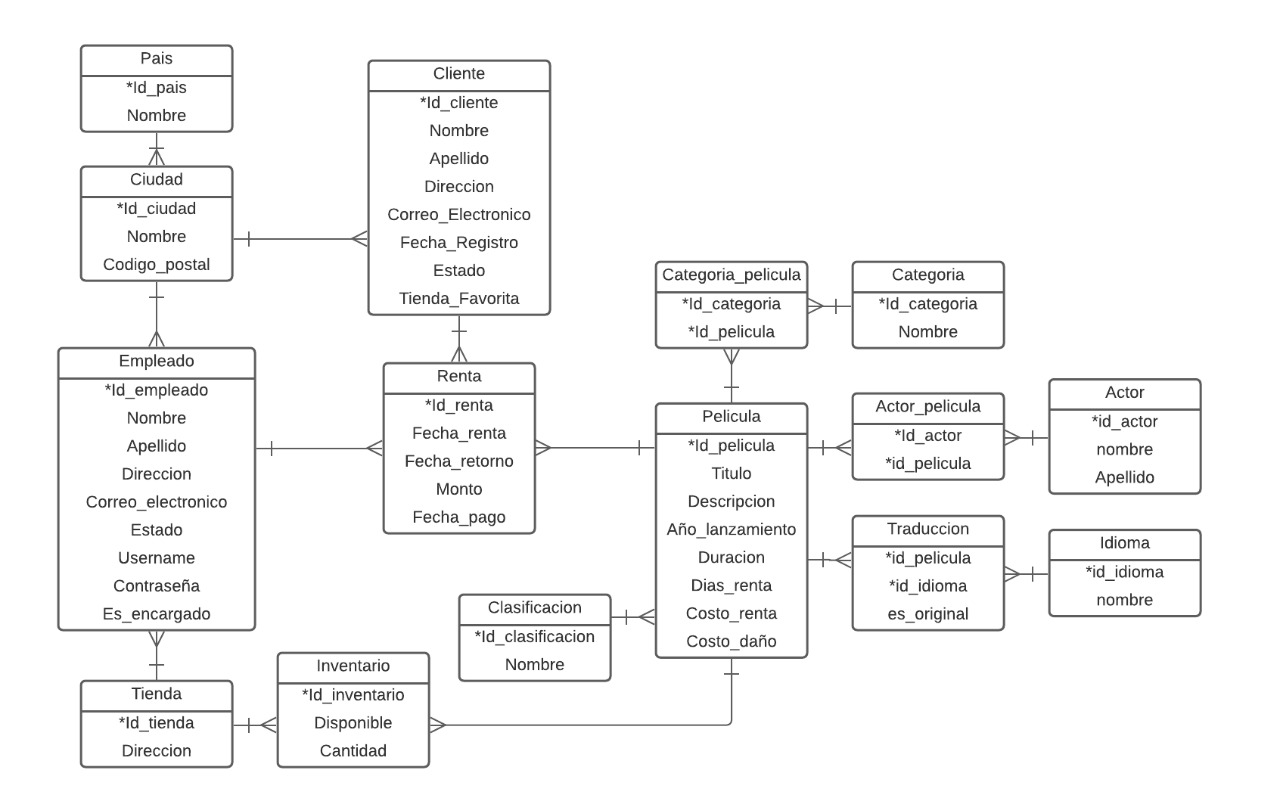 Pais
*Id_pais
Nombre
Ciudad
*Id_ciudad
Nombre
Codigo_postal
Cliente
*Id_cliente
Nombre
Apellido
Direccion
Correo_Electronico
Fecha_Registro
Estado
Tienda_Favorita
Empleado
*Id_empleado
Nombre
Apellido
Direccion
Correo_electronico
Estado
Username
Contraseña
Es_encargado
Renta
*Id_renta
Fecha_renta
Fecha_retorno
Monto
Fecha_pago
Categoria_pelicula
*Id_categoria
*Id_pelicula
Categoria
*Id_categoria
Nombre
Pelicula
*Id_pelicula
Titulo
Descripcion
Año_lanzamiento
Duracion
Dias_renta
Costo_renta
Costo_daño
Actor_pelicula
*Id_actor
*id_pelicula
Actor
*id_actor
nombre
Apellido
Traduccion
*id_pelicula
*id_idioma
es_original
Idioma
*id_idioma
nombre
Clasificacion
*Id_clasificacion
Nombre
Tienda
*Id_tienda
Direccion
Inventario
*Id_inventario
Disponible
Cantidad